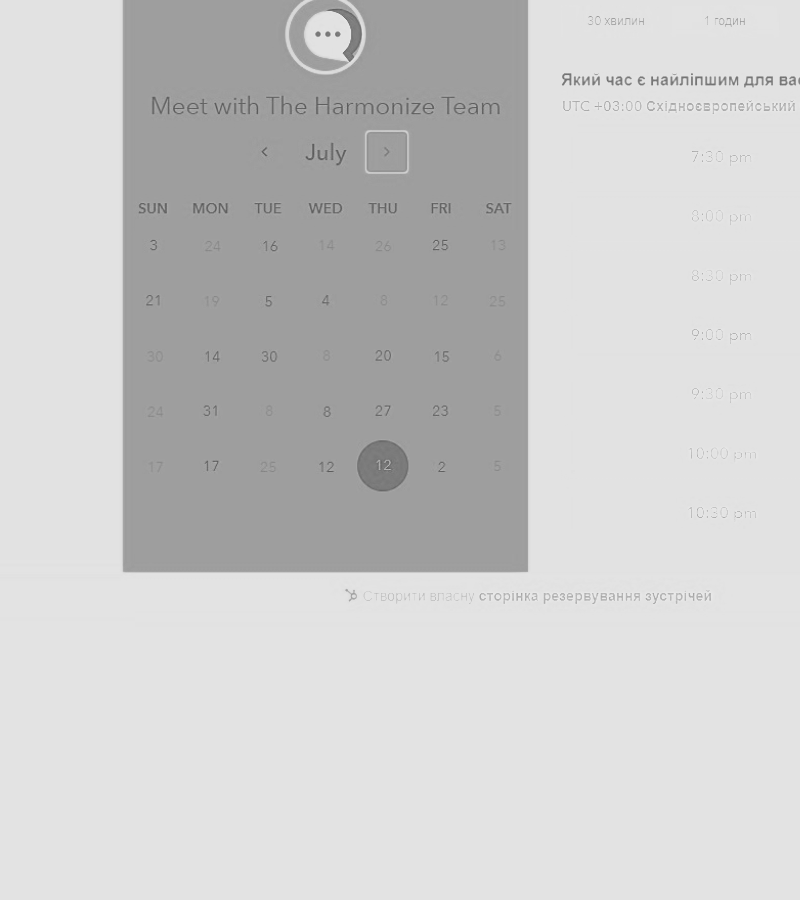 30 хвилин 1 годин
Meet with The Harmonize Team
July
SUN MON TUE WED THU FRI SAT
3 24 16 14 26 25 13
21 19 5 4 8 12 25
30 14 30 8 20 15 6
24 31 8 8 27 23 5
17 17 25 12 12 2 5
Який час є найліпшим для
UTC +03:00 Східноєвропейський
7:30 pm
8:00 pm
8:30 pm
9:00 pm
9:30 pm
10:00 pm
10:30 pm
Створити власну сторінка резервування зустрічей